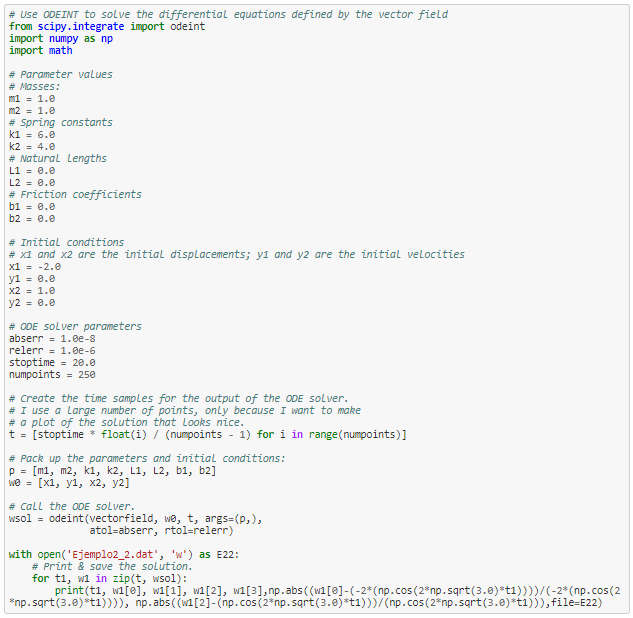 # Use ODEINT to solve the differential equations defined by the vector field
from scipy.integrate import odeint
import numpy as np
import math
# Parameter values
# Masses:
m1 = 1.0
m2 = 1.0
# Spring constants
k1 = 6.0
k2 = 4.0
# Natural lengths
L1 = 0.0
L2 = 0.0
# Friction coefficients
b1 = 0.0
b2 = 0.0
# Initial conditions
# x1 and x2 are the initial displacements; y1 and y2 are the initial velocities
x1 = -2.0
y1 = 0.0
x2 = 1.0
y2 = 0.0
# ODE solver parameters
abserr = 1.0e-8
relerr = 1.0e-6
stoptime = 20.0
numpoints = 250
# Create the time samples for the output of the ODE solver.
# I use a large number of points, only because I want to make
# a plot of the solution that looks nice.
t = [stoptime * float(i) / (numpoints - 1) for i in range(numpoints)]
# Pack up the parameters and initial conditions:
p = [m1, m2, k1, k2, L1, L2, b1, b2]
w0 = [x1, y1, x2, y2]
# Call the ODE solver.
wsol = odeint(vectorfield, w0, t, args=(p,),
atol=abserr, rtol=relerr)
with open('Ejemplo2_2.dat', 'w') as E22:
# Print & save the solution.
for t1, w1 in zip(t, wsol):
print(t1, w1[0], w1[1], w1[2], w1[3],np.abs((w1[0]-(-2*(np.cos(2*np.sqrt(3.0)*t1))))/(-2*(np.cos(2
*np.sqrt(3.0)*t1)))), np.abs((w1[2]-(np.cos(2*np.sqrt(3.0)*t1)))/(np.cos(2*np.sqrt(3.0)*t1))),file=E22)